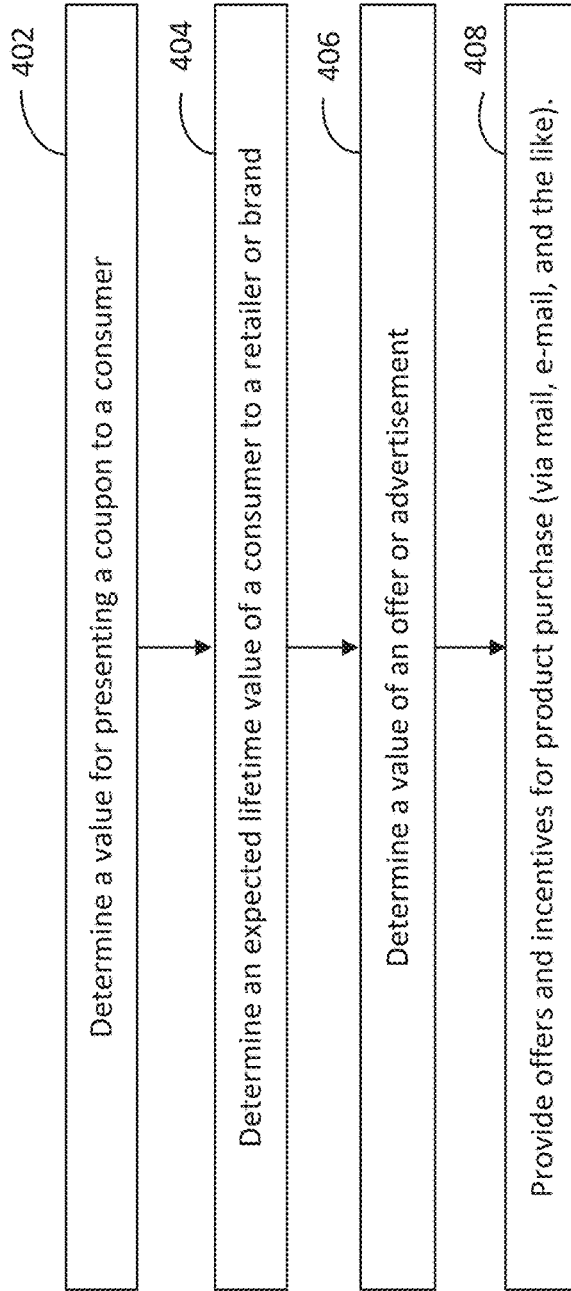 402
Determine a value for presenting a coupon to a consumer
404
Determine an expected lifetime value of a consumer to a retailer or brand
406
Determine a value of an offer or advertisement
408
Provide offers and incentives for product purchase (via mail, e-mail, and the like).